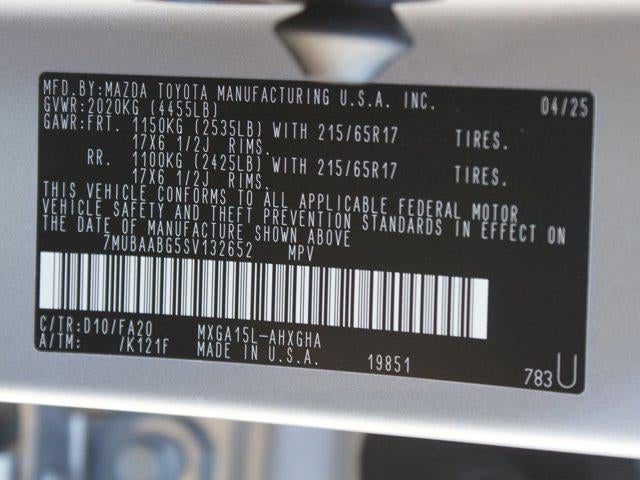 MFD.BY:MAZDA TOYOTA MANUFACTURING U.S.A. INC. 04/25
GVWR:2020KG (4455LB)
GAWR:FRT. 1150KG (2535LB) WITH 215/65R17 TIRES.
17X6 1/2J RIMS.
RR. 1100KG (2425LB) WITH 215/65R17 TIRES.
17X6 1/2J RIMS.
THIS VEHICLE CONFORMS TO ALL APPLICABLE FEDERAL MOTOR
VEHICLE SAFETY AND THEFT PREVENTION STANDARDS IN EFFECT ON
THE DATE OF MANUFACTURE SHOWN ABOVE
7MUBAABG5SV132652 MPV
C/TR:D10/FA20 MXGA15L-AHXGHA
A/TM: /K121F MADE IN U.S.A. 19851
783U